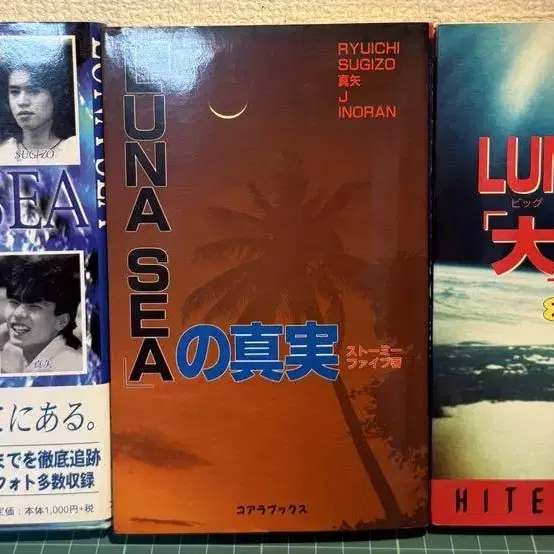 SUGIZO
SEA
真矢
にある。
までを徹底追跡
フォト多数収録
定価：本体1,000円+税
RYUICHI
SUGIZO
真矢
J
INORAN
「LUNA SEA」
の真実
ストーミー
ファイブ著
コアラブックス
LUN
ビッグ
「大
HITE